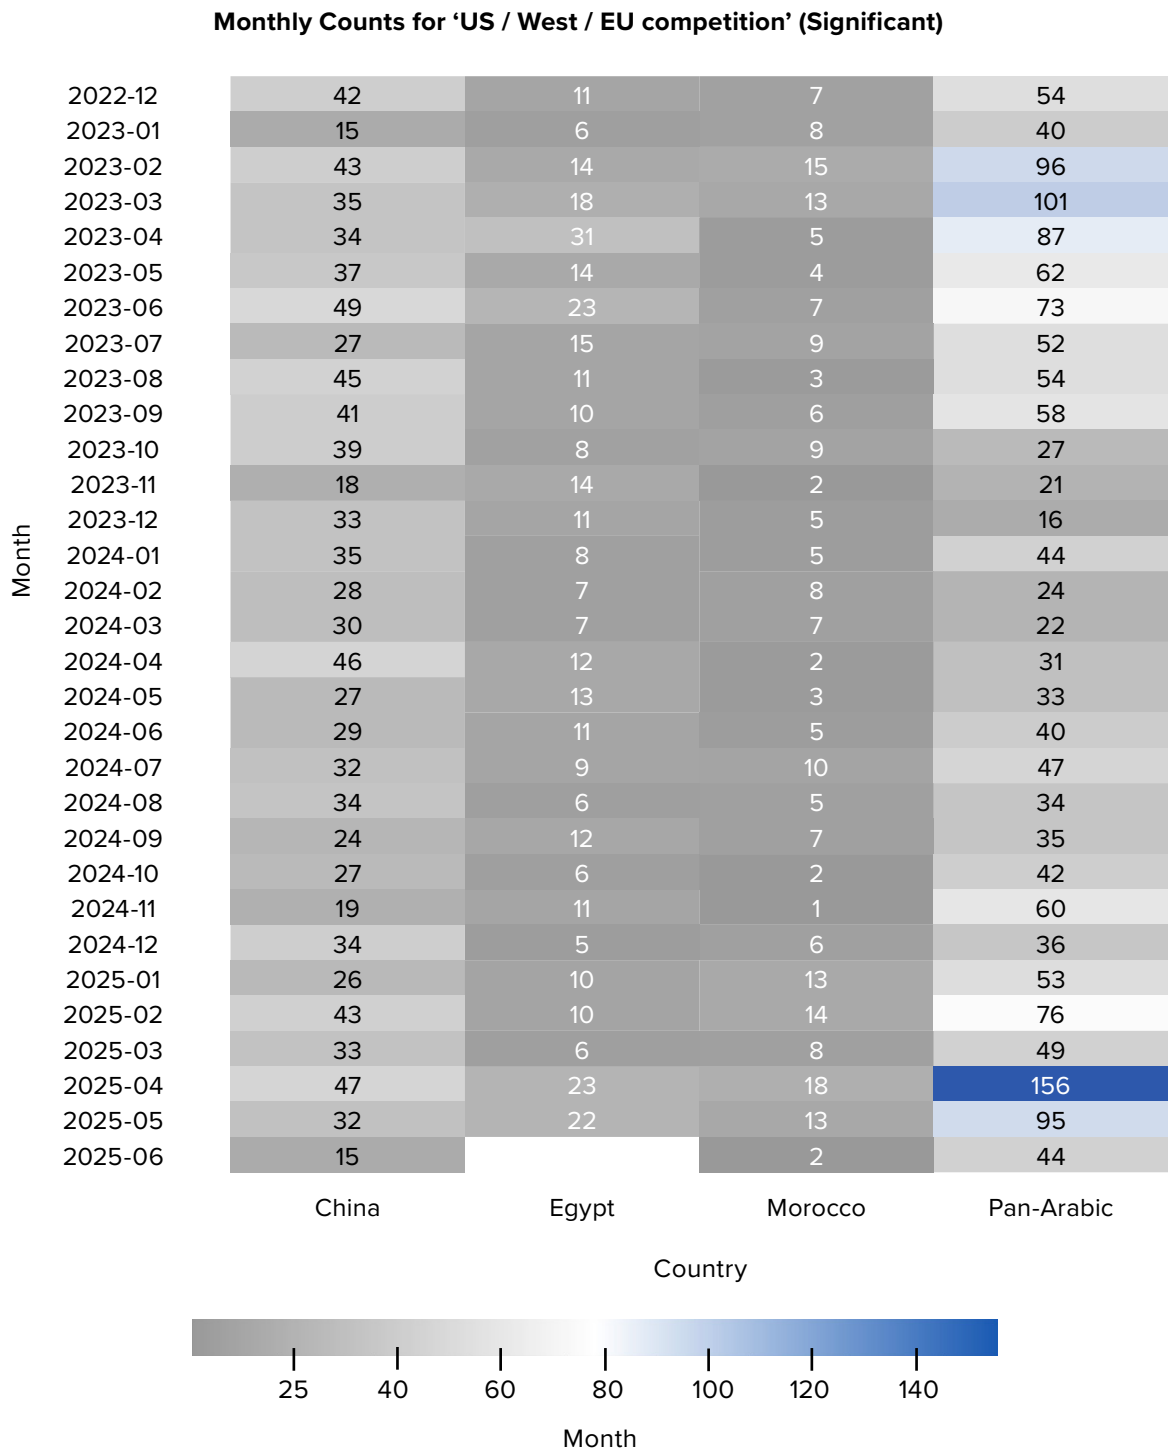 Monthly Counts for ‘US / West / EU competition’ (Significant)
2022-12 42 11 7 54
2023-01 15 6 8 40
2023-02 43 14 15 96
2023-03 35 18 13 101
2023-04 34 31 5 87
2023-05 37 14 4 62
2023-06 49 23 7 73
2023-07 27 15 9 52
2023-08 45 11 3 54
2023-09 41 10 6 58
2023-10 39 8 9 27
2023-11 18 14 2 21
2023-12 33 11 5 16
Month
2024-01 35 8 5 44
2024-02 28 7 8 24
2024-03 30 7 7 22
2024-04 46 12 2 31
2024-05 27 13 3 33
2024-06 29 11 5 40
2024-07 32 9 10 47
2024-08 34 6 5 34
2024-09 24 12 7 35
2024-10 27 6 2 42
2024-11 19 11 1 60
2024-12 34 5 6 36
2025-01 26 10 13 53
2025-02 43 10 14 76
2025-03 33 6 8 49
2025-04 47 23 18 156
2025-05 32 22 13 95
2025-06 15 2 44
China Egypt Morocco Pan-Arabic
Country
25 40 60 80 100 120 140
Month